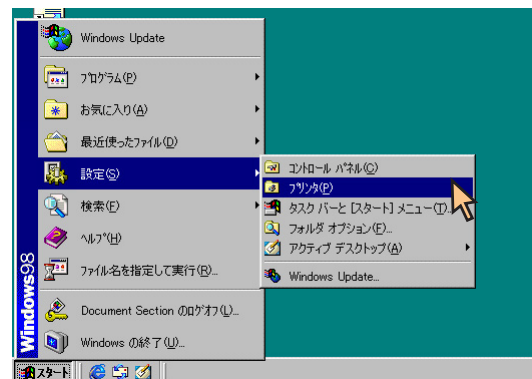 Windows Update
ﾌﾟﾛｸﾞﾗﾑ(P)
お気に入り(A)
最近使ったﾌｧｲﾙ(D)
設定(S)
検索(F)
ﾍﾙﾌﾟ(H)
ﾌｧｲﾙ名を指定して実行(R)...
Document Section のﾛｸﾞｵﾌ(L)...
Windows の終了(U)...
Windows98
ｺﾝﾄﾛｰﾙ ﾊﾟﾈﾙ(C)
ﾌﾟﾘﾝﾀ(P)
タスク バーと [スタート] メニュー(T)...
フォルダ オプション(F)...
アクティブ デスクトップ(A)
Windows Update...
ｽﾀｰﾄ